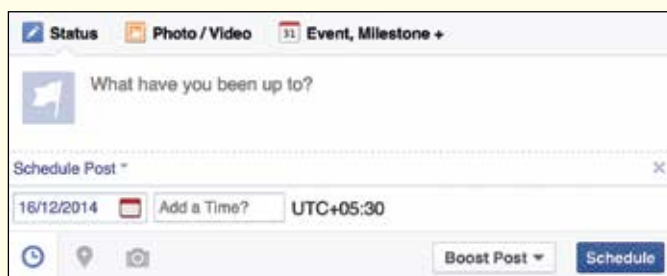 Status Photo / Video 31 Event, Milestone +
What have you been up to?
Schedule Post
16/12/2014 Add a Time? UTC+05:30
Boost Post Schedule